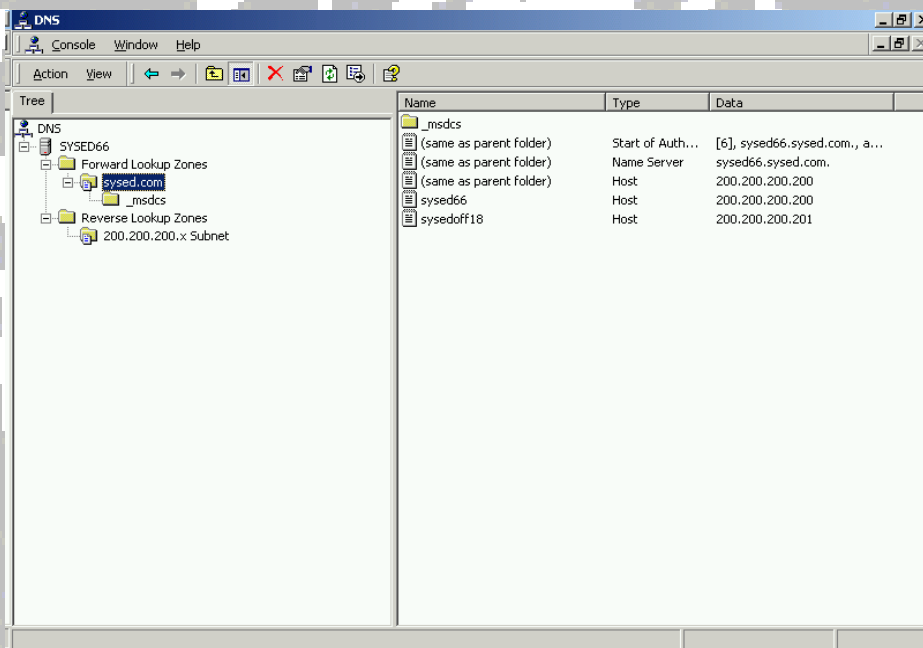 DNS
Console Window Help
Action View
Tree
DNS
SYSED66
Forward Lookup Zones
sysed.com
_msdcs
Reverse Lookup Zones
200.200.200.x Subnet
Name Type Data
_msdcs
(same as parent folder) Start of Auth... [6], sysed66.sysed.com., a...
(same as parent folder) Name Server sysed66.sysed.com.
(same as parent folder) Host 200.200.200.200
sysed66 Host 200.200.200.200
sysedoff18 Host 200.200.200.201